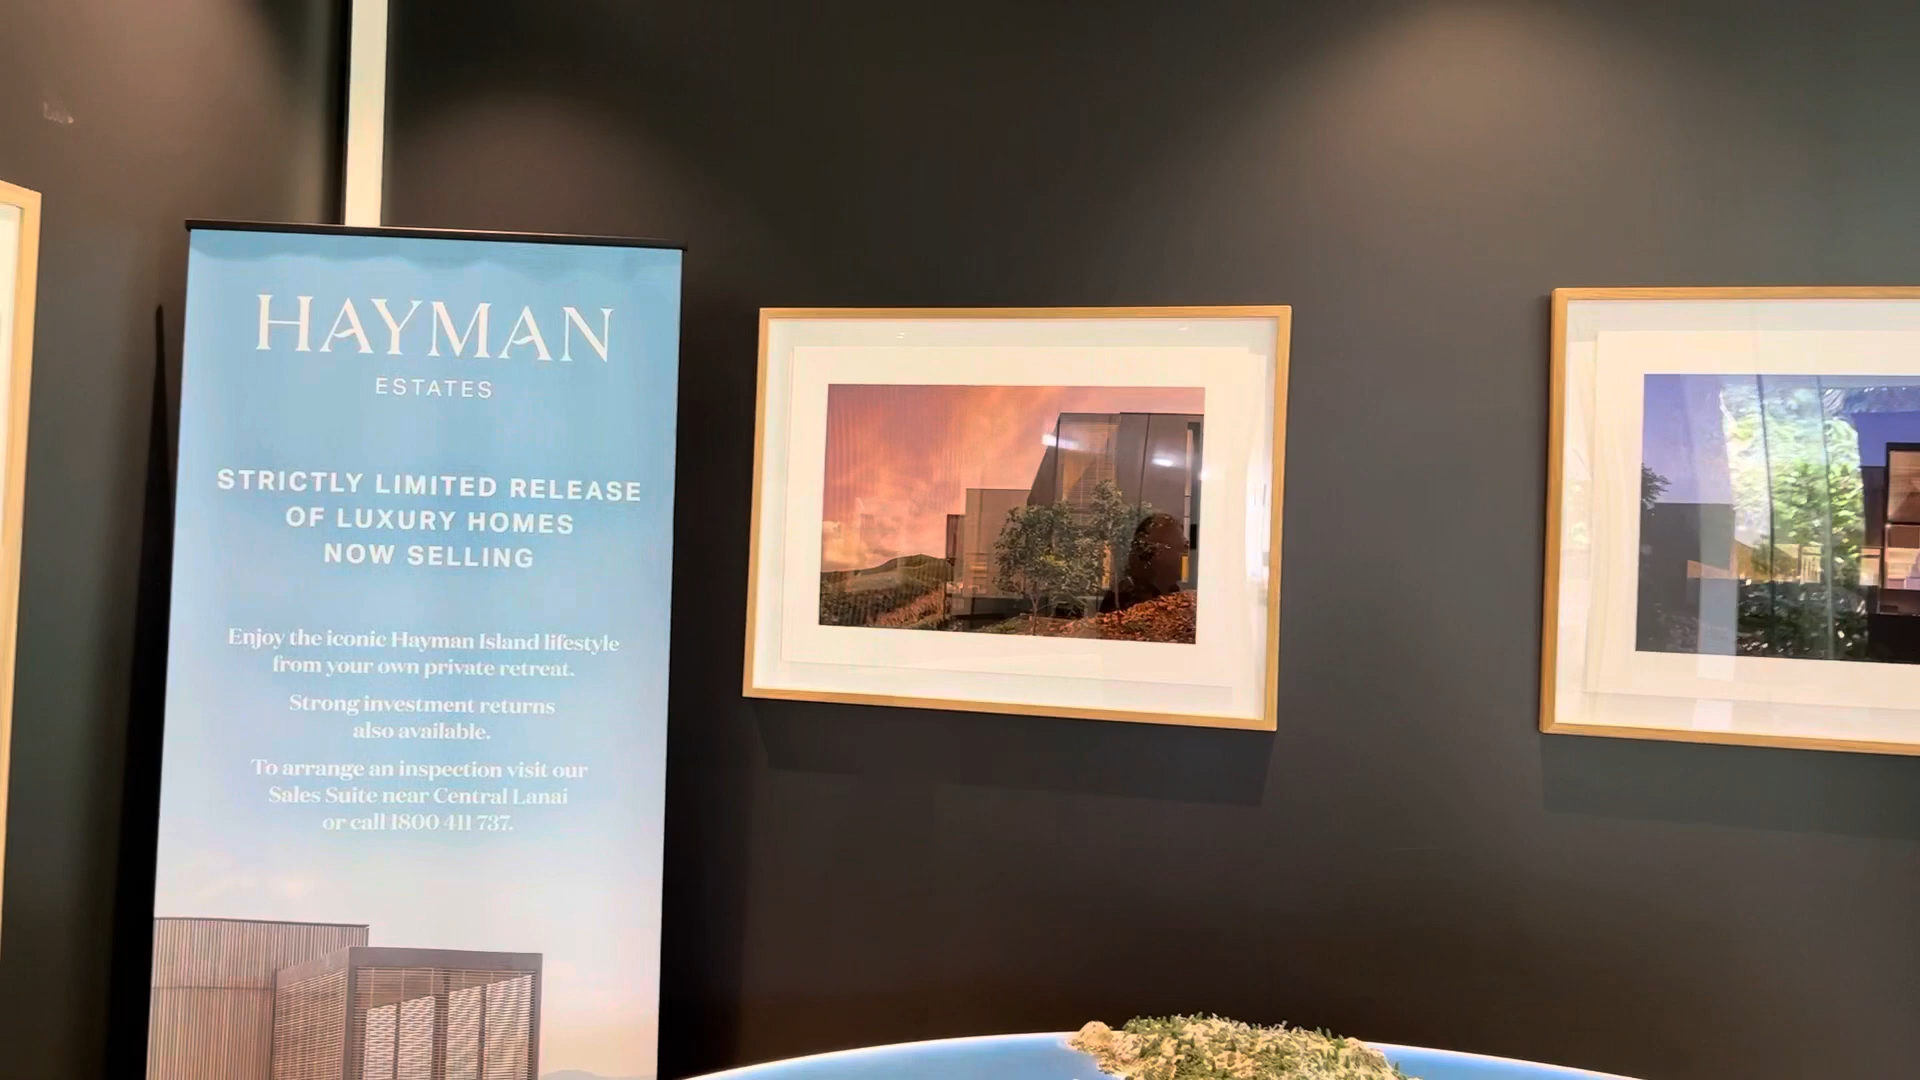 HAYMAN
ESTATES
STRICTLY LIMITED RELEASE
OF LUXURY HOMES
NOW SELLING
Enjoy the iconic Hayman Island lifestyle
from your own private retreat.
Strong investment returns
also available.
To arrange an inspection visit our
Sales Suite near Central Lanai
or call 1800 411 737.